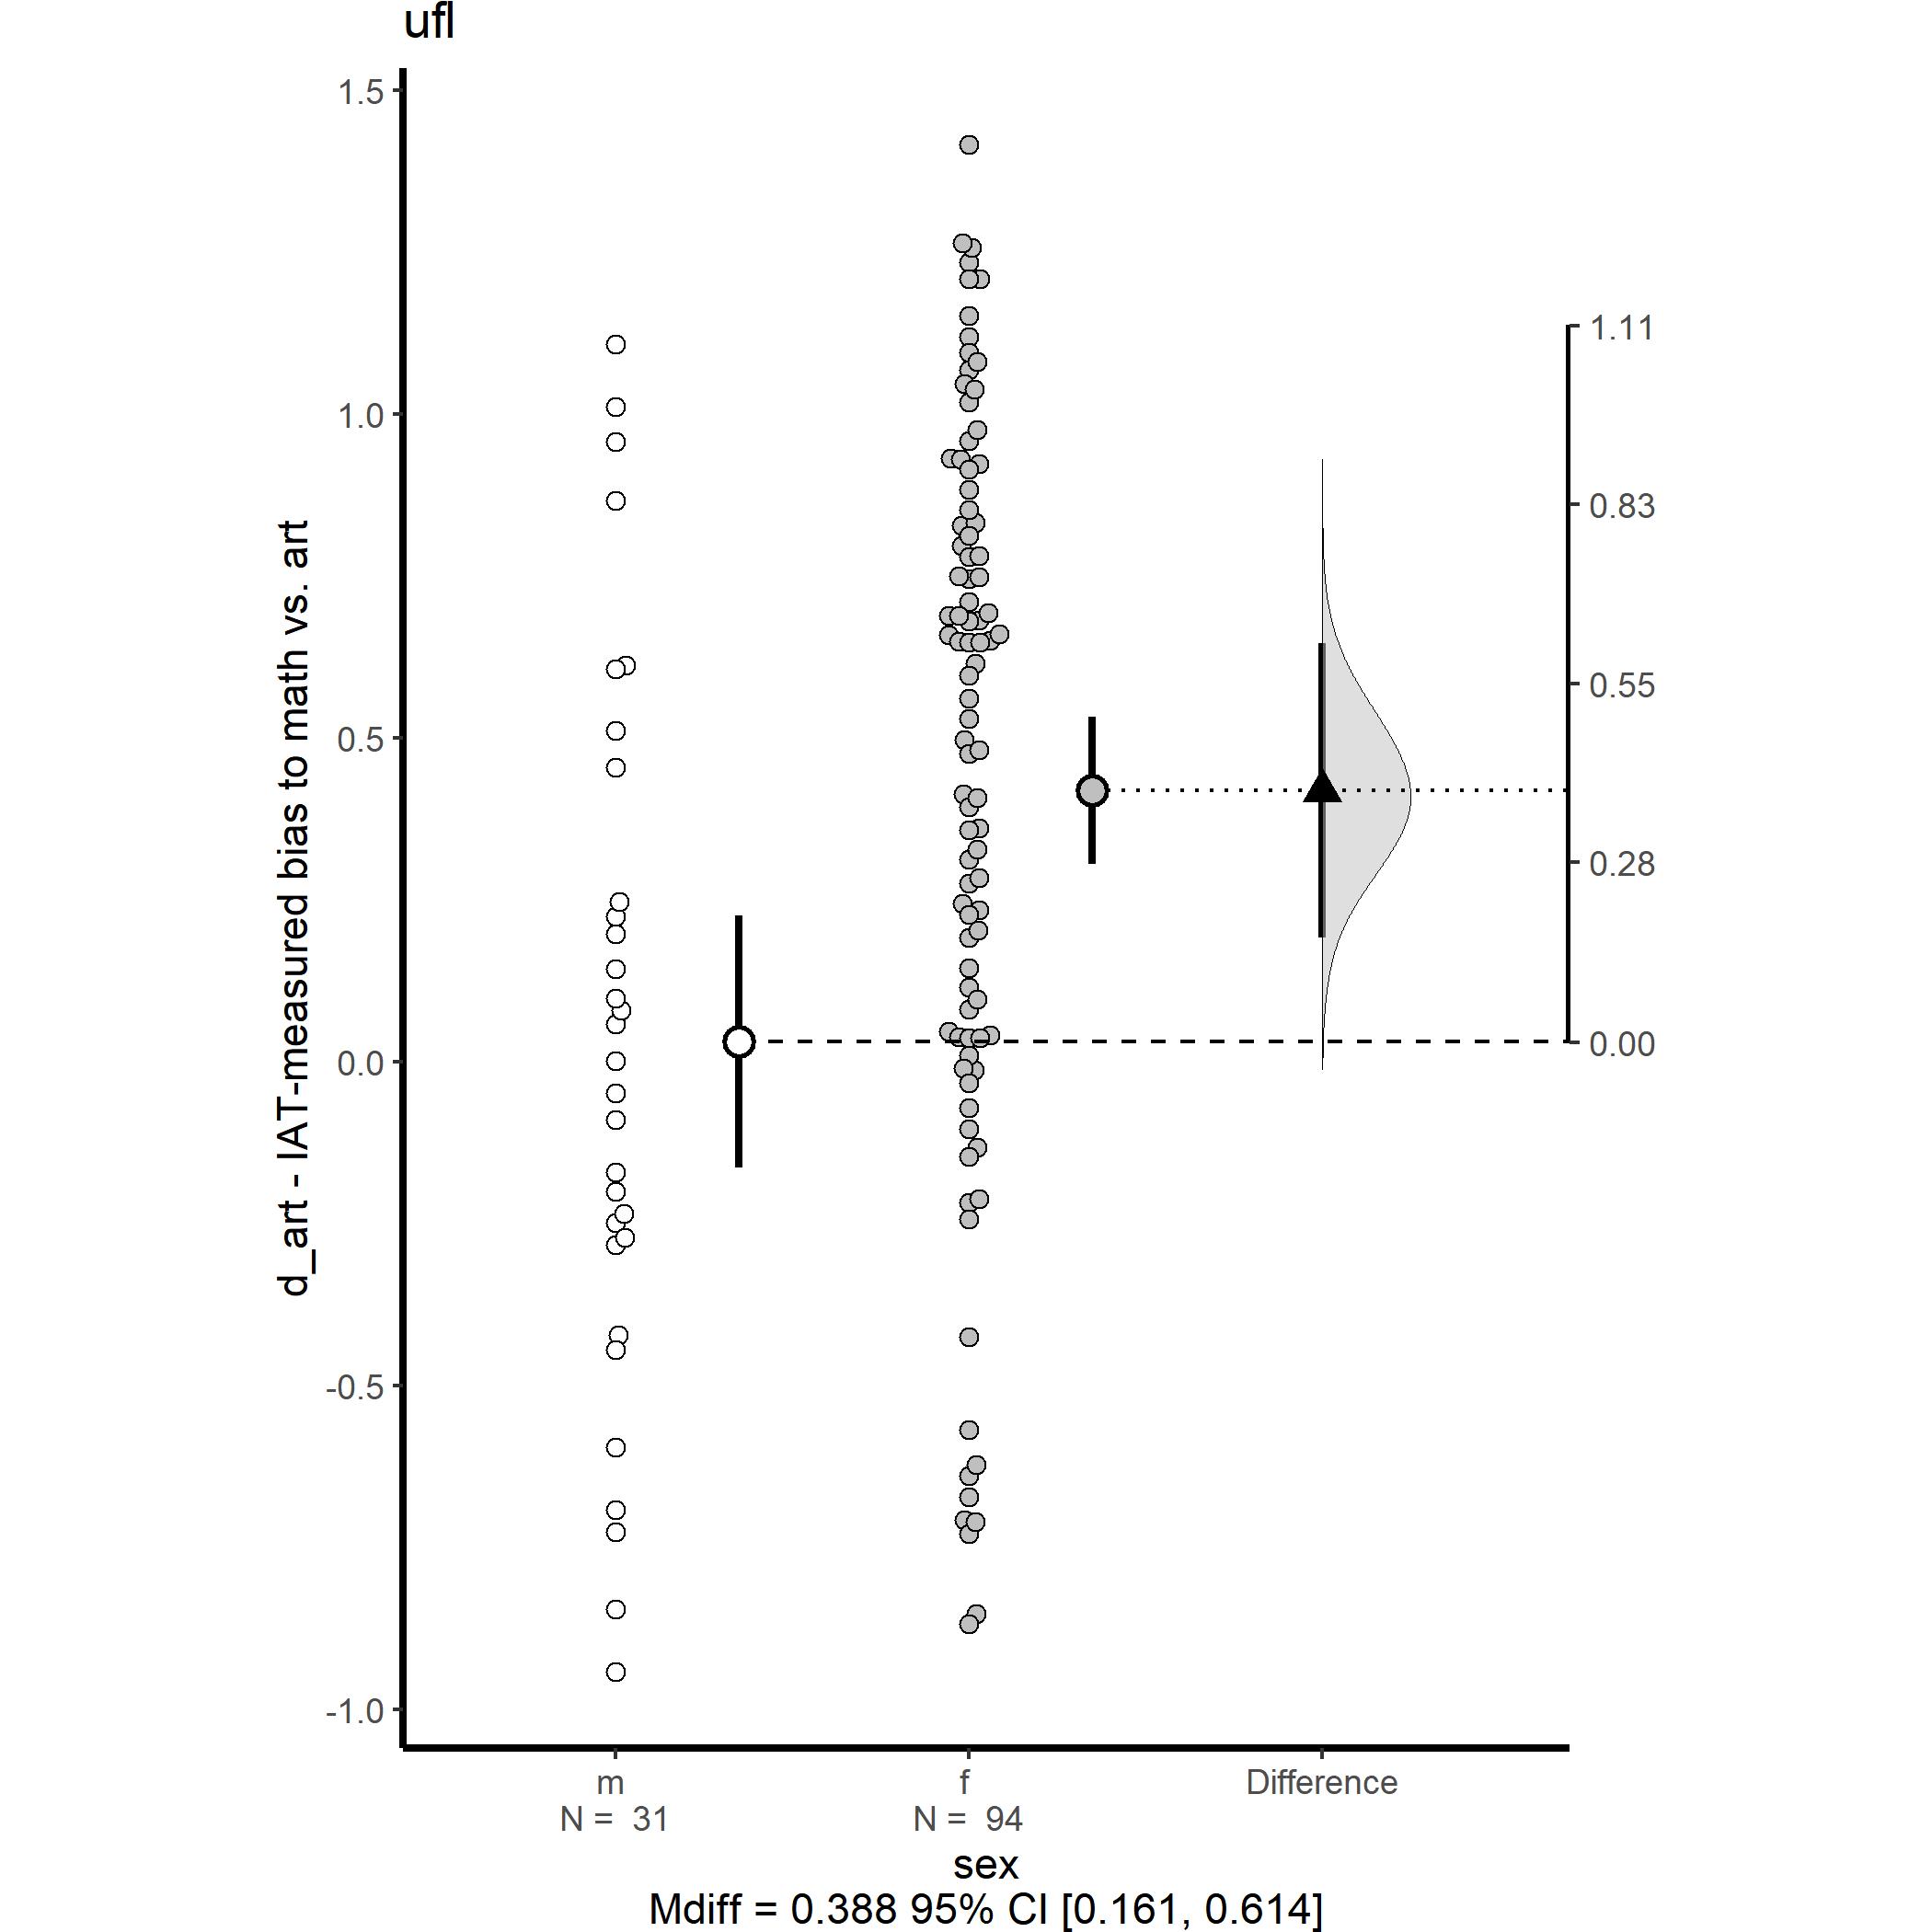 ufl
1.5
1.0
0.5
0.0
-0.5
-1.0
d_art - IAT-measured bias to math vs. art
1.11
0.83
0.55
0.28
0.00
m
N =  31
f
N =  94
Difference
sex
Mdiff = 0.388 95% CI [0.161, 0.614]